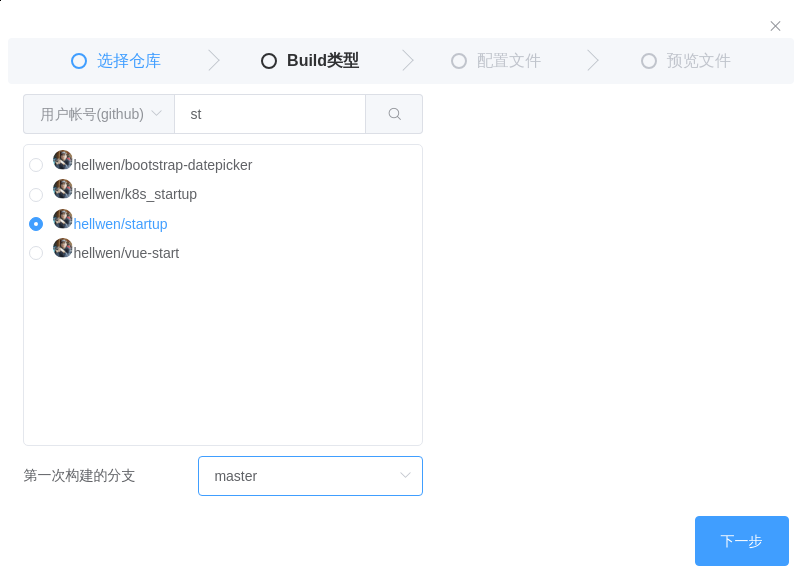 选择仓库
Build类型
配置文件
预览文件
用户帐号(github)
st
hellwen/bootstrap-datepicker
hellwen/k8s_startup
hellwen/startup
hellwen/vue-start
第一次构建的分支
master
下一步